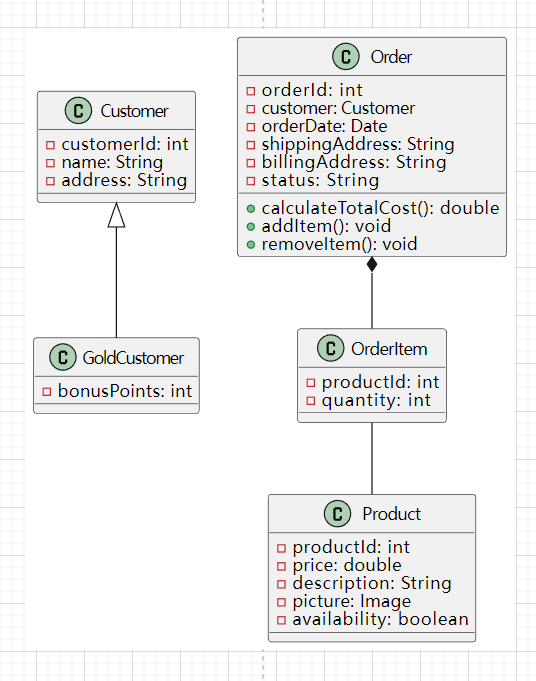 C Customer
customerId: int
name: String
address: String
C Order
orderId: int
customer: Customer
orderDate: Date
shippingAddress: String
billingAddress: String
status: String
calculateTotalCost(): double
addItem(): void
removeItem(): void
C GoldCustomer
bonusPoints: int
C OrderItem
productId: int
quantity: int
C Product
productId: int
price: double
description: String
picture: Image
availability: boolean